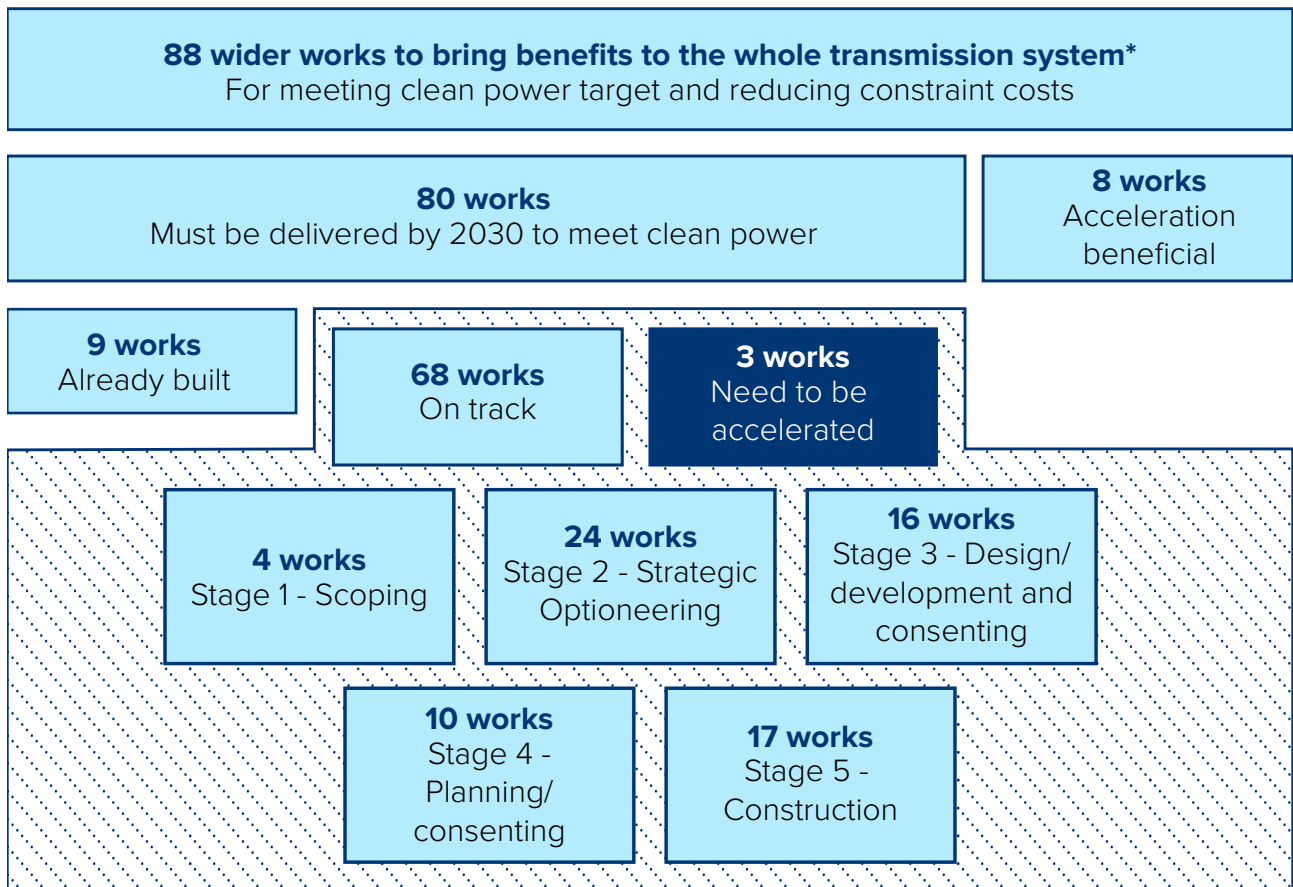 88 wider works to bring benefits to the whole transmission system*
For meeting clean power target and reducing constraint costs
80 works
Must be delivered by 2030 to meet clean power
8 works
Acceleration
beneficial
9 works
Already built
68 works
On track
3 works
Need to be
accelerated
4 works
Stage 1 - Scoping
24 works
Stage 2 - Strategic
Optioneering
16 works
Stage 3 - Design/
development and
consenting
10 works
Stage 4 -
Planning/
consenting
17 works
Stage 5 -
Construction